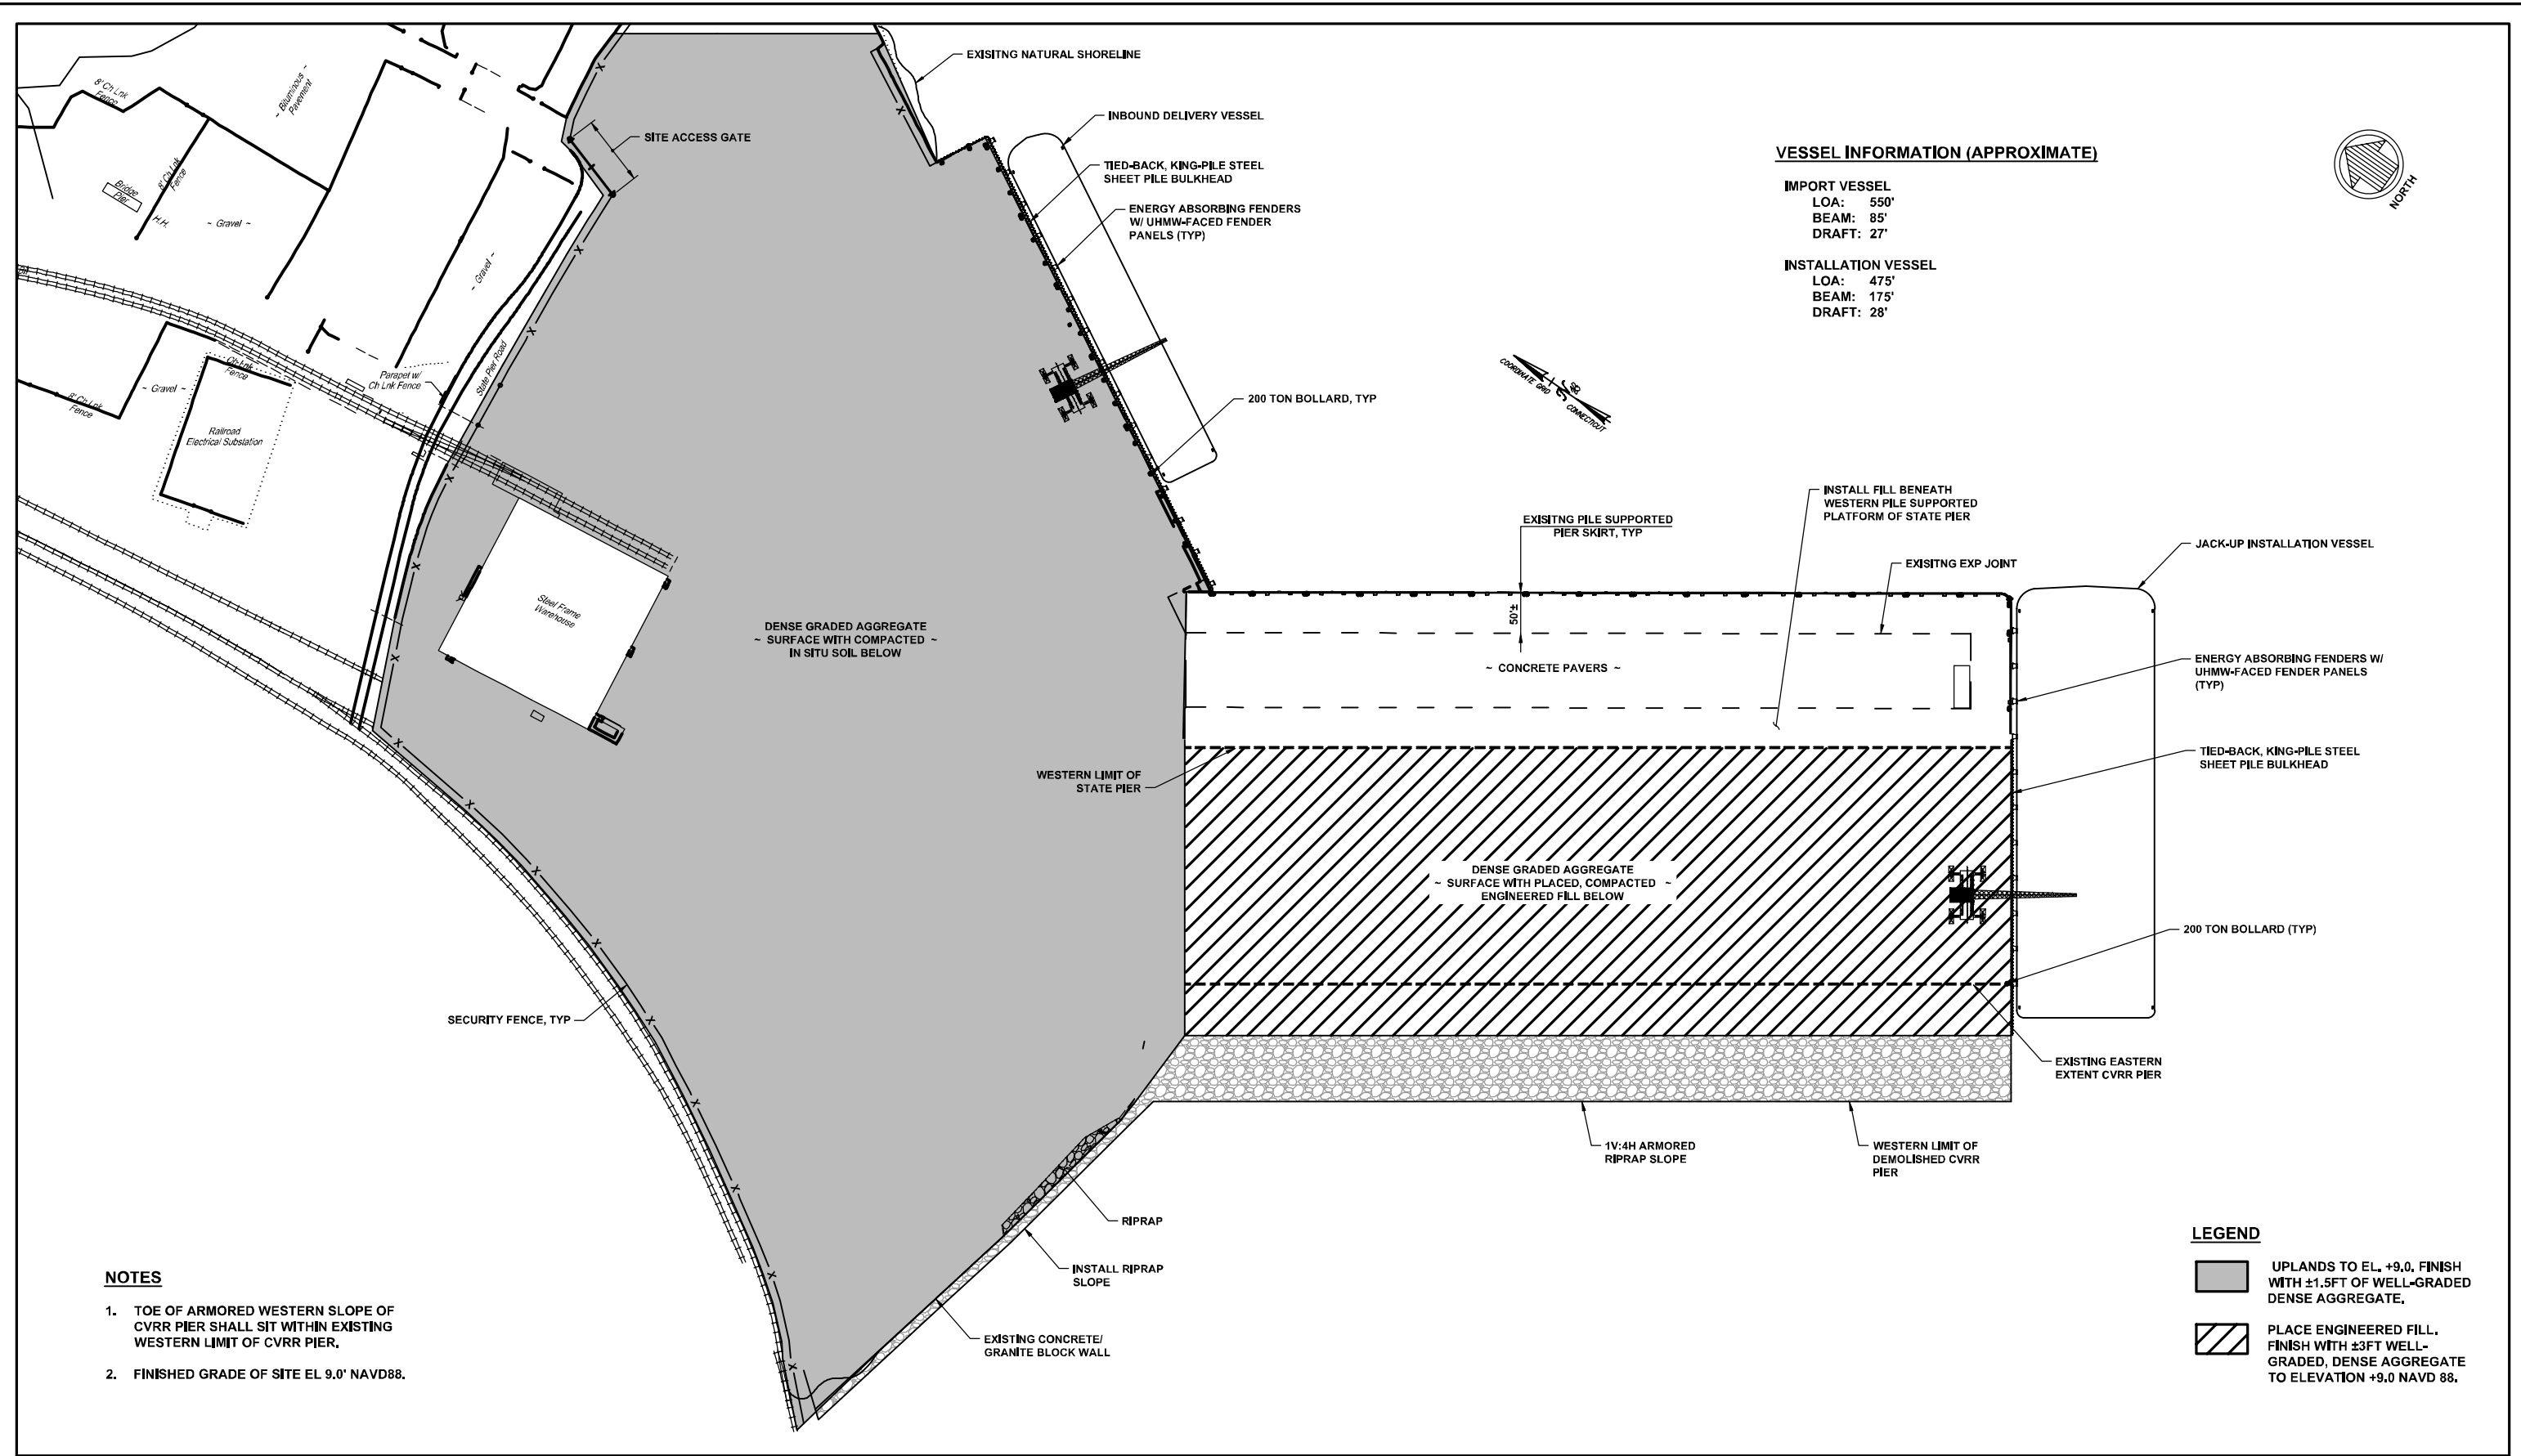 EXISITNG NATURAL SHORELINE
INBOUND DELIVERY VESSEL
SITE ACCESS GATE
TIED-BACK, KING-PILE STEEL
SHEET PILE BULKHEAD
ENERGY ABSORBING FENDERS
W/ UHMW-FACED FENDER
PANELS (TYP)
VESSEL INFORMATION (APPROXIMATE)
IMPORT VESSEL
LOA: 550'
BEAM: 85'
DRAFT: 27'
INSTALLATION VESSEL
LOA: 475'
BEAM: 175'
DRAFT: 28'
NORTH
8' Ch Lnk
Fence
~ Bituminous ~
Pavement
Bridge
Pier
8' Ch Lnk
Fence
H.H.
~ Gravel ~
~ Gravel ~
State Pier Road
Parapet w/
Ch Lnk Fence
Ch Lnk
Fence
~ Gravel ~
8' Ch Lnk
Fence
Railroad
Electrical Substation
Steel Frame
Warehouse
200 TON BOLLARD, TYP
COORDINATE GRID
CONNECTICUT
EXISITNG PILE SUPPORTED
PIER SKIRT, TYP
50'±
INSTALL FILL BENEATH
WESTERN PILE SUPPORTED
PLATFORM OF STATE PIER
EXISITNG EXP JOINT
JACK-UP INSTALLATION VESSEL
DENSE GRADED AGGREGATE
~ SURFACE WITH COMPACTED ~
IN SITU SOIL BELOW
~ CONCRETE PAVERS ~
ENERGY ABSORBING FENDERS W/
UHMW-FACED FENDER PANELS
(TYP)
TIED-BACK, KING-PILE STEEL
SHEET PILE BULKHEAD
WESTERN LIMIT OF
STATE PIER
DENSE GRADED AGGREGATE
~ SURFACE WITH PLACED, COMPACTED ~
ENGINEERED FILL BELOW
200 TON BOLLARD (TYP)
SECURITY FENCE, TYP
EXISTING EASTERN
EXTENT CVRR PIER
1V:4H ARMORED
RIPRAP SLOPE
WESTERN LIMIT OF
DEMOLISHED CVRR
PIER
RIPRAP
INSTALL RIPRAP
SLOPE
EXISTING CONCRETE/
GRANITE BLOCK WALL
NOTES
1. TOE OF ARMORED WESTERN SLOPE OF
CVRR PIER SHALL SIT WITHIN EXISTING
WESTERN LIMIT OF CVRR PIER.
2. FINISHED GRADE OF SITE EL 9.0' NAVD88.
LEGEND
UPLANDS TO EL. +9.0. FINISH
WITH ±1.5FT OF WELL-GRADED
DENSE AGGREGATE.
PLACE ENGINEERED FILL.
FINISH WITH ±3FT WELL-
GRADED, DENSE AGGREGATE
TO ELEVATION +9.0 NAVD 88.